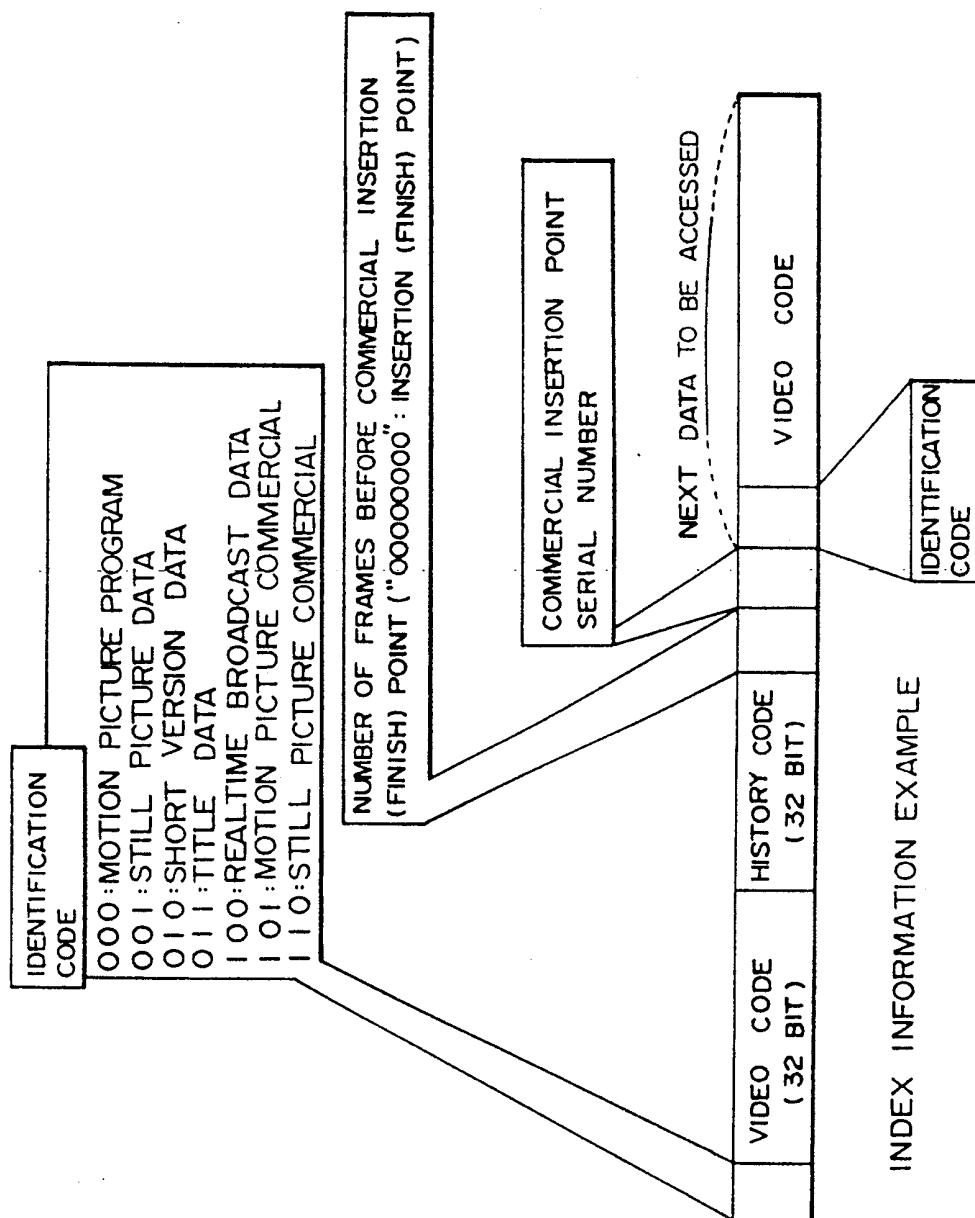 IDENTIFICATION
CODE
000:MOTION PICTURE PROGRAM
001:STILL PICTURE DATA
010:SHORT VERSION DATA
011:TITLE DATA
100:REALTIME BROADCAST DATA
101:MOTION PICTURE COMMERCIAL
110:STILL PICTURE COMMERCIAL
NUMBER OF FRAMES BEFORE COMMERCIAL INSERTION
(FINISH) POINT ("0000000": INSERTION (FINISH) POINT)
COMMERCIAL INSERTION POINT
SERIAL NUMBER
NEXT DATA TO BE ACCESSED
VIDEO CODE
(32 BIT)
HISTORY CODE
(32 BIT)
VIDEO CODE
IDENTIFICATION
CODE
INDEX INFORMATION EXAMPLE